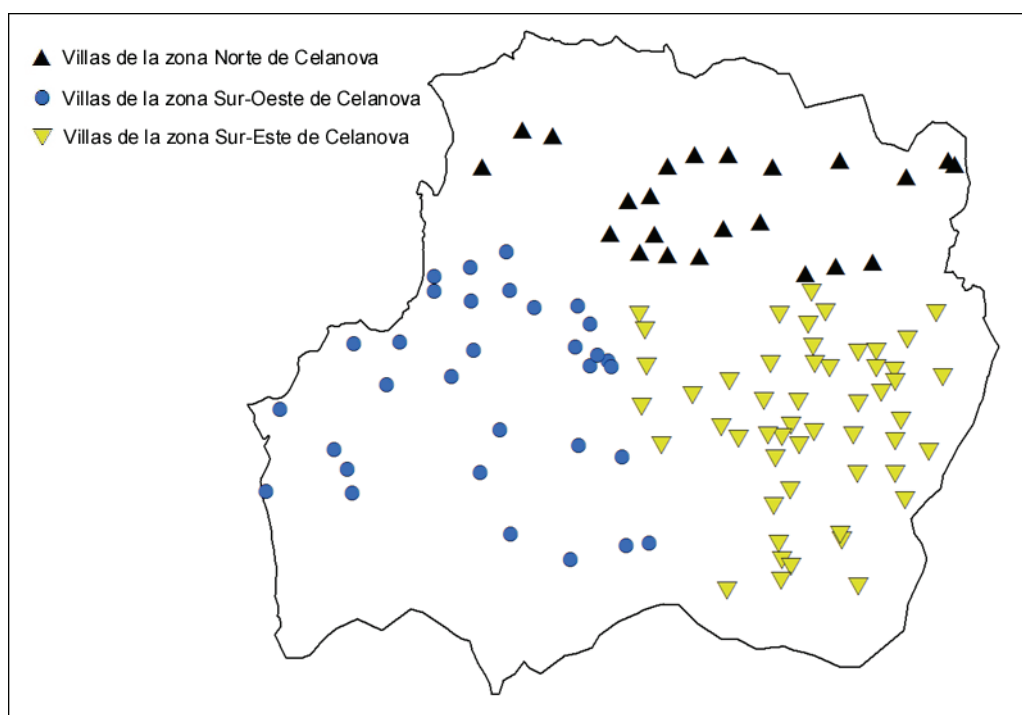 Villas de la zona Norte de Celanova
Villas de la zona Sur-Oeste de Celanova
Villas de la zona Sur-Este de Celanova